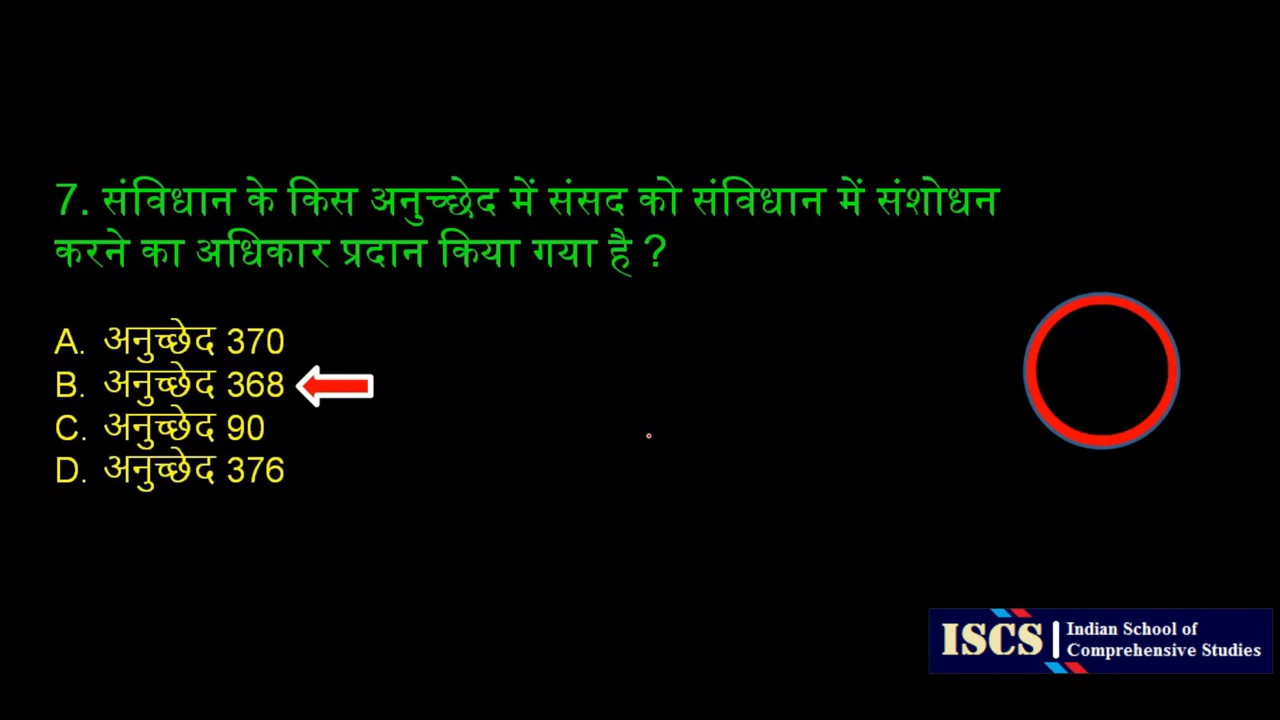 7. संविधान के किस अनुच्छेद में संसद को संविधान में संशोधन
करने का अधिकार प्रदान किया गया है ?
A. अनुच्छेद 370
B. अनुच्छेद 368
C. अनुच्छेद 90
D. अनुच्छेद 376
ISCS
Indian School of
Comprehensive Studies